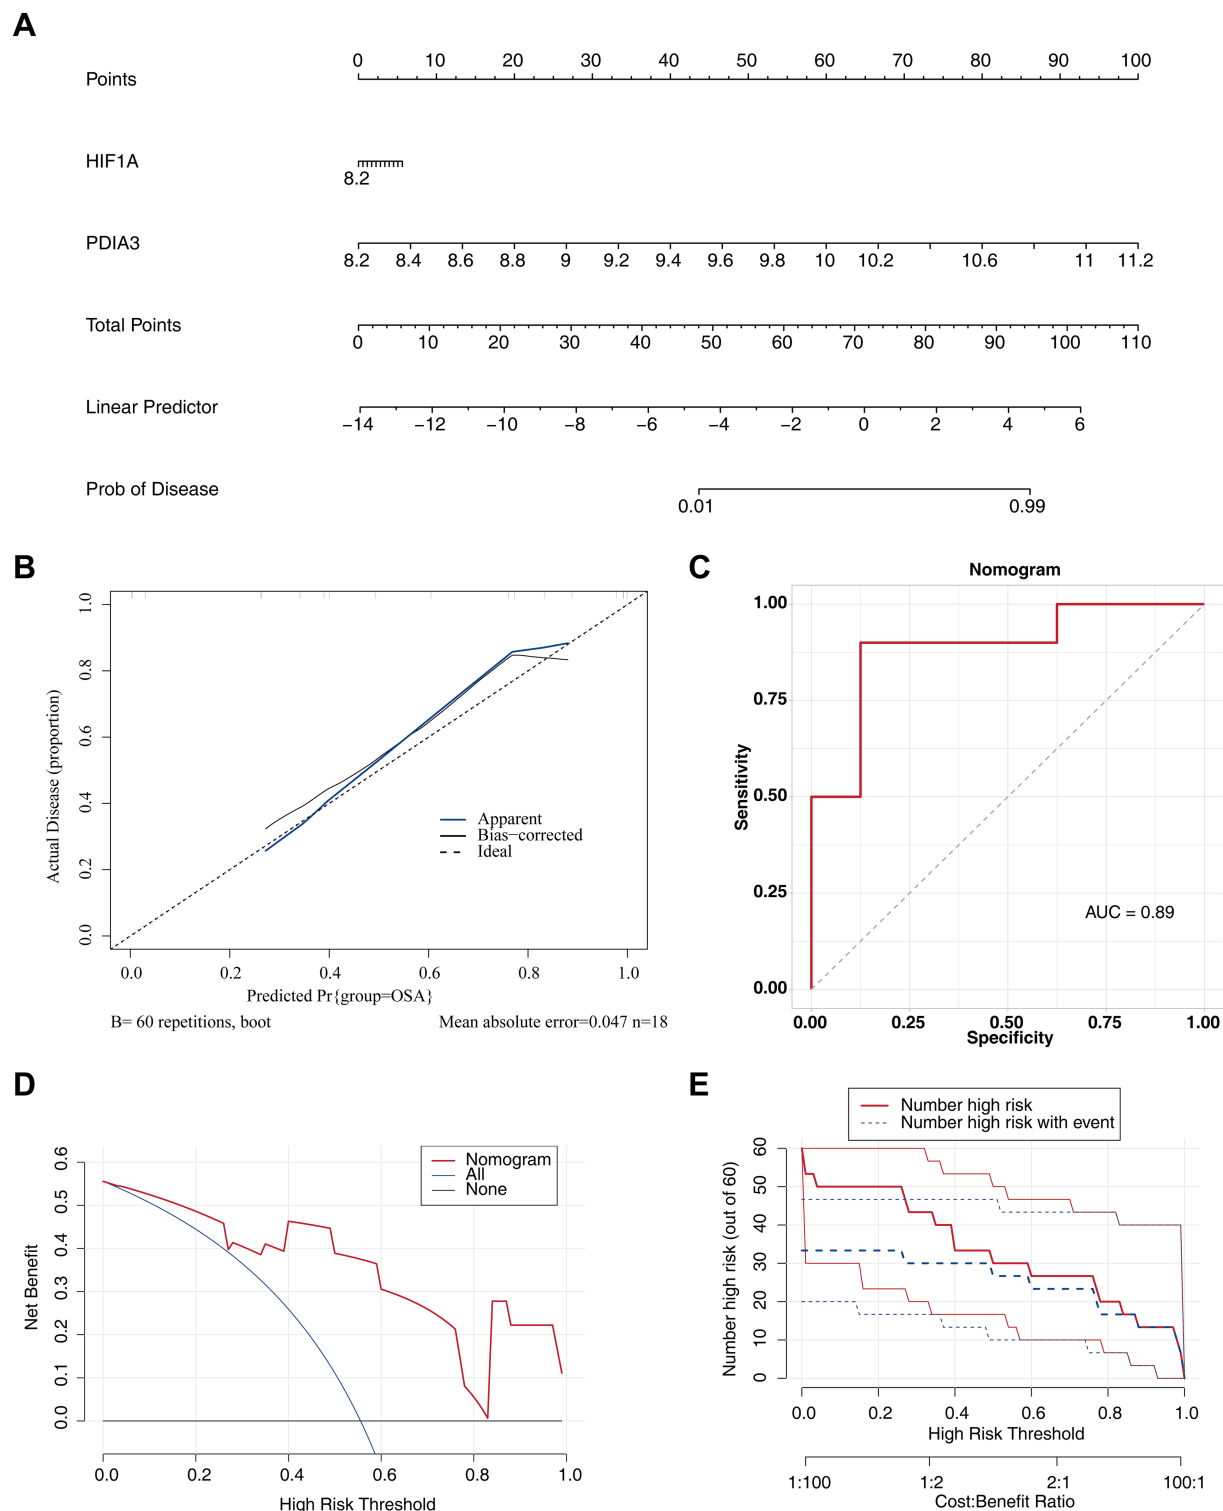 A
Points
0 10 20 30 40 50 60 70 80 90 100
HIF1A
8.2
PDIA3
8.2 8.4 8.6 8.8 9 9.2 9.4 9.6 9.8 10 10.2 10.6 11 11.2
Total Points
0 10 20 30 40 50 60 70 80 90 100 110
Linear Predictor
−14 −12 −10 −8 −6 −4 −2 0 2 4 6
Prob of Disease
0.01 0.99
B
Actual Disease (proportion)
1.0
0.8
0.6
0.4
0.2
0.0
Apparent
Bias−corrected
Ideal
0.0 0.2 0.4 0.6 0.8 1.0
Predicted Pr{group=OSA}
B= 60 repetitions, boot
Mean absolute error=0.047 n=18
C
Nomogram
Sensitivity
1.00
0.75
0.50
0.25
0.00
AUC = 0.89
0.00 0.25 0.50 0.75 1.00
Specificity
D
Net Benefit
0.6
0.5
0.4
0.3
0.2
0.1
0.0
Nomogram
All
None
0.0 0.2 0.4 0.6 0.8 1.0
High Risk Threshold
E
Number high risk
Number high risk with event
Number high risk (out of 60)
60
50
40
30
20
10
0
0.0 0.2 0.4 0.6 0.8 1.0
High Risk Threshold
1:100 1:2 2:1 100:1
Cost:Benefit Ratio